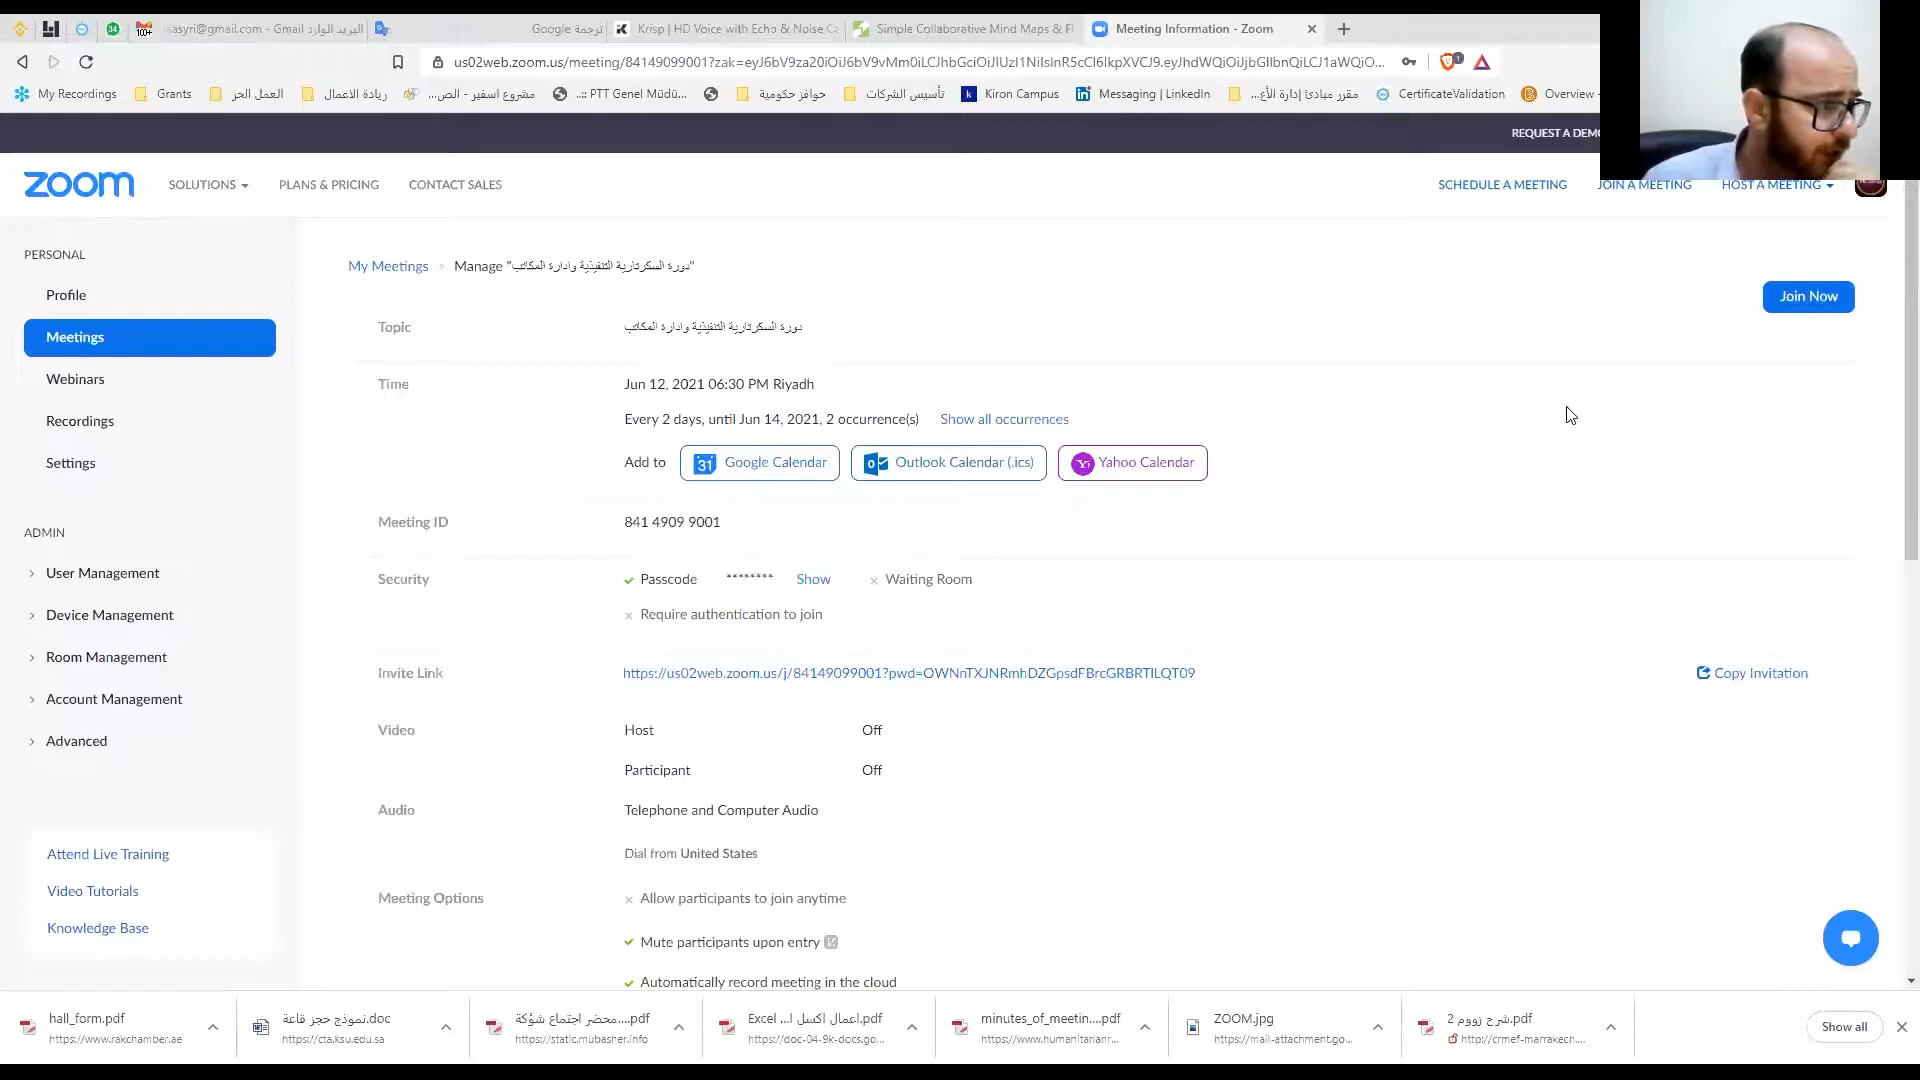 asyri@gmail.com - Gmail البريد الوارد
ترجمة Google
Krisp | HD Voice with Echo & Noise Ca
Simple Collaborative Mind Maps & Fl
Meeting Information - Zoom
us02web.zoom.us/meeting/84149099001?zak=
My Recordings
Grants
العمل الحر
ريادة الاعمال
مشروع اسفير - الص...
PTT Genel Müdü...
حوافز حكومية
تأسيس الشركات
Kiron Campus
Messaging | LinkedIn
مقرر مبادئ إدارة الأع...
CertificateValidation
Overview -
REQUEST A DEMO
zoom
SOLUTIONS
PLANS & PRICING
CONTACT SALES
SCHEDULE A MEETING
JOIN A MEETING
HOST A MEETING
PERSONAL
Profile
Meetings
Webinars
Recordings
Settings
ADMIN
User Management
Device Management
Room Management
Account Management
Advanced
Attend Live Training
Video Tutorials
Knowledge Base
My Meetings > Manage "دورة السكرتارية التنفيذية وادارة المكاتب"
Join Now
Topic دورة السكرتارية التنفيذية وادارة المكاتب
Time Jun 12, 2021 06:30 PM Riyadh
Every 2 days, until Jun 14, 2021, 2 occurrence(s) Show all occurrences
Add to Google Calendar Outlook Calendar (.ics) Yahoo Calendar
Meeting ID 841 4909 9001
Security Passcode ******** Show Waiting Room
Require authentication to join
Invite Link https://us02web.zoom.us/j/84149099001?pwd=OWNnTXJNRmhDZGpsdFBrcGRBRTlLQT09 Copy Invitation
Video Host Off
Participant Off
Audio Telephone and Computer Audio
Dial from United States
Meeting Options Allow participants to join anytime
Mute participants upon entry
Automatically record meeting in the cloud
hall_form.pdf
https://www.rakchamber.ae
نموذج حجز قاعة.doc
https://cta.ksu.edu.sa
محضر اجتماع شؤكة....pdf
https://static.mubasher.info
اعمال اكسل ا... Excel.pdf
https://doc-04-9k-docs.go...
minutes_of_meetin....pdf
https://www.humanitarianr...
ZOOM.jpg
https://mail-attachment.go...
شرح زووم 2.pdf
http://crmef-marrakech....
Show all